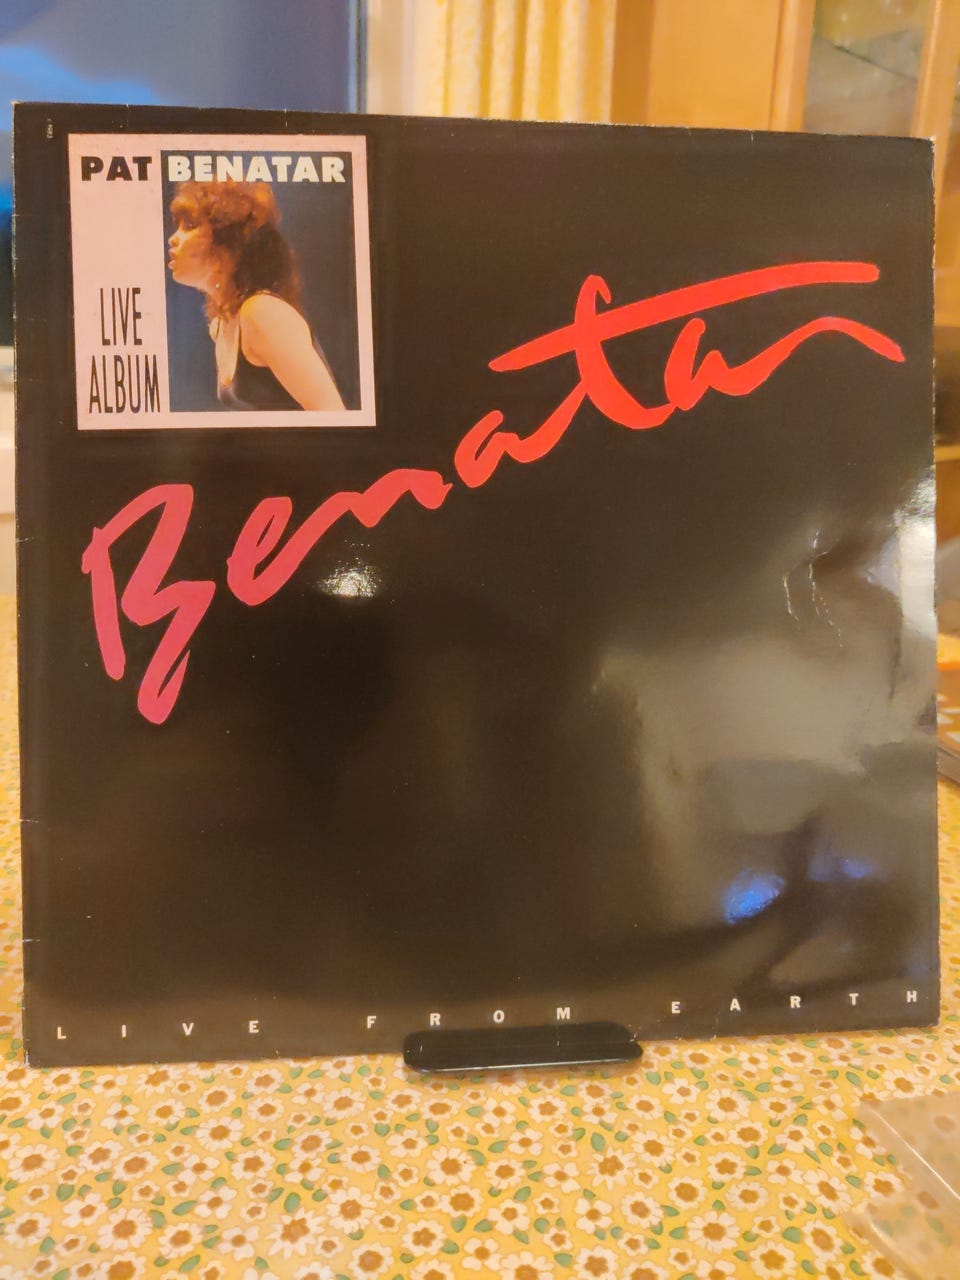 PAT BENATAR
LIVE
ALBUM
Benatar
LIVE FROM EARTH